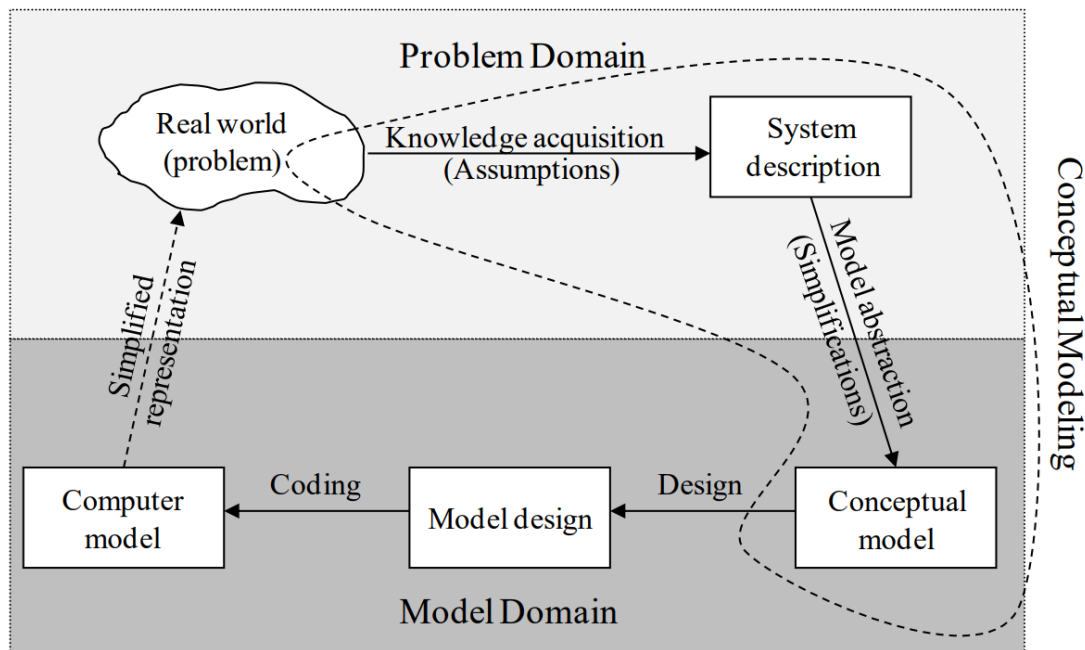 Problem Domain
Real world
(problem)
Knowledge acquisition
(Assumptions)
System
description
Model abstraction
(Simplifications)
Conceptual Modeling
Simplified
representation
Computer
model
Coding
Model design
Design
Conceptual
model
Model Domain